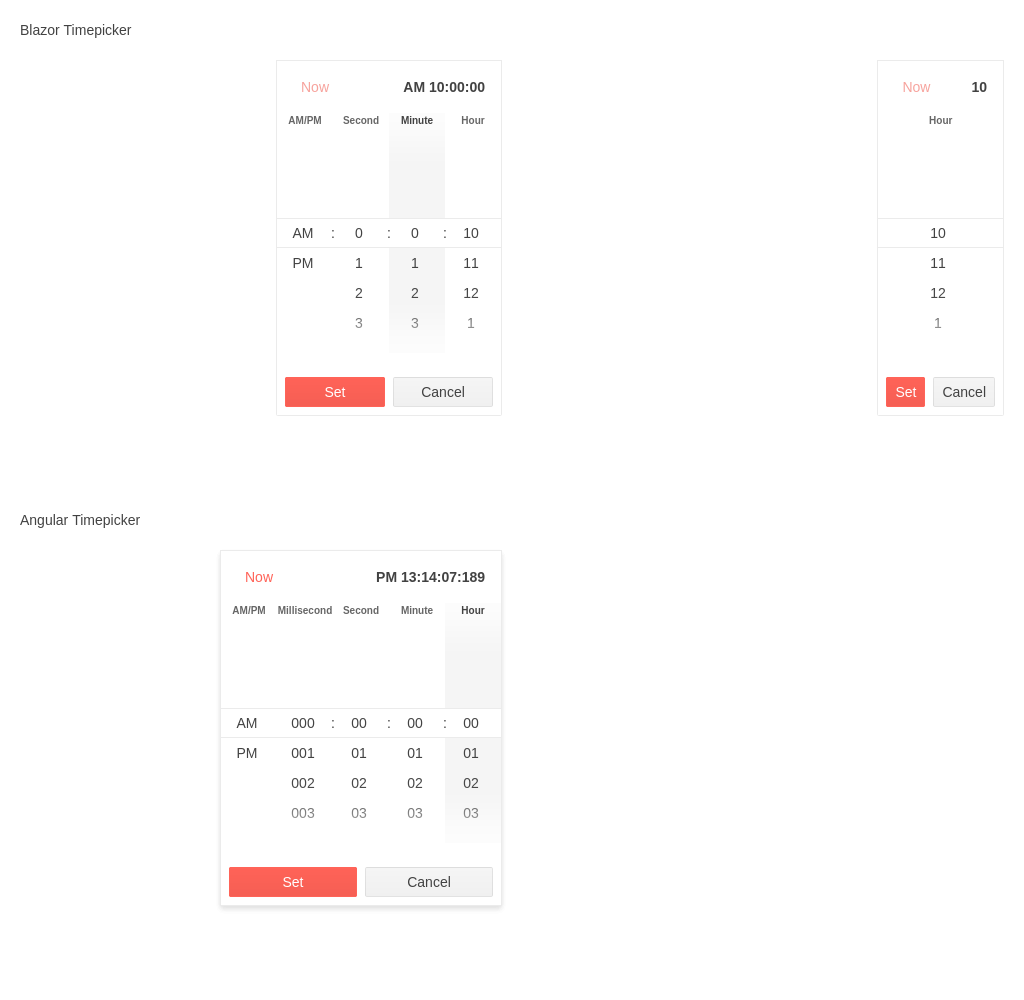 Blazor Timepicker
Now AM 10:00:00
AM/PM Second Minute Hour
AM : 0 : 0 : 10
PM 1 1 11
2 2 12
3 3 1
Set Cancel
Now 10
Hour
10
11
12
1
Set Cancel
Angular Timepicker
Now PM 13:14:07:189
AM/PM Millisecond Second Minute Hour
AM 000 : 00 : 00 : 00
PM 001 01 01 01
002 02 02 02
003 03 03 03
Set Cancel